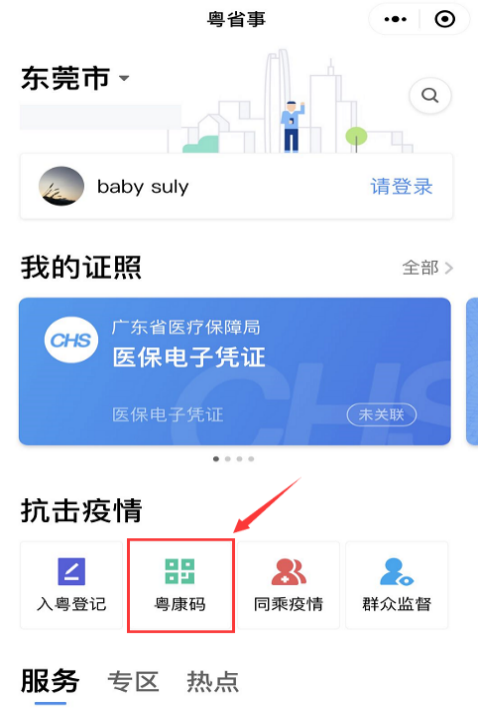 粤省事
东莞市
baby suly 请登录
我的证照 全部
CHS 广东省医疗保障局
医保电子凭证
医保电子凭证 未关联
CHS
抗击疫情
入粤登记 粤康码 同乘疫情 群众监督
服务 专区 热点